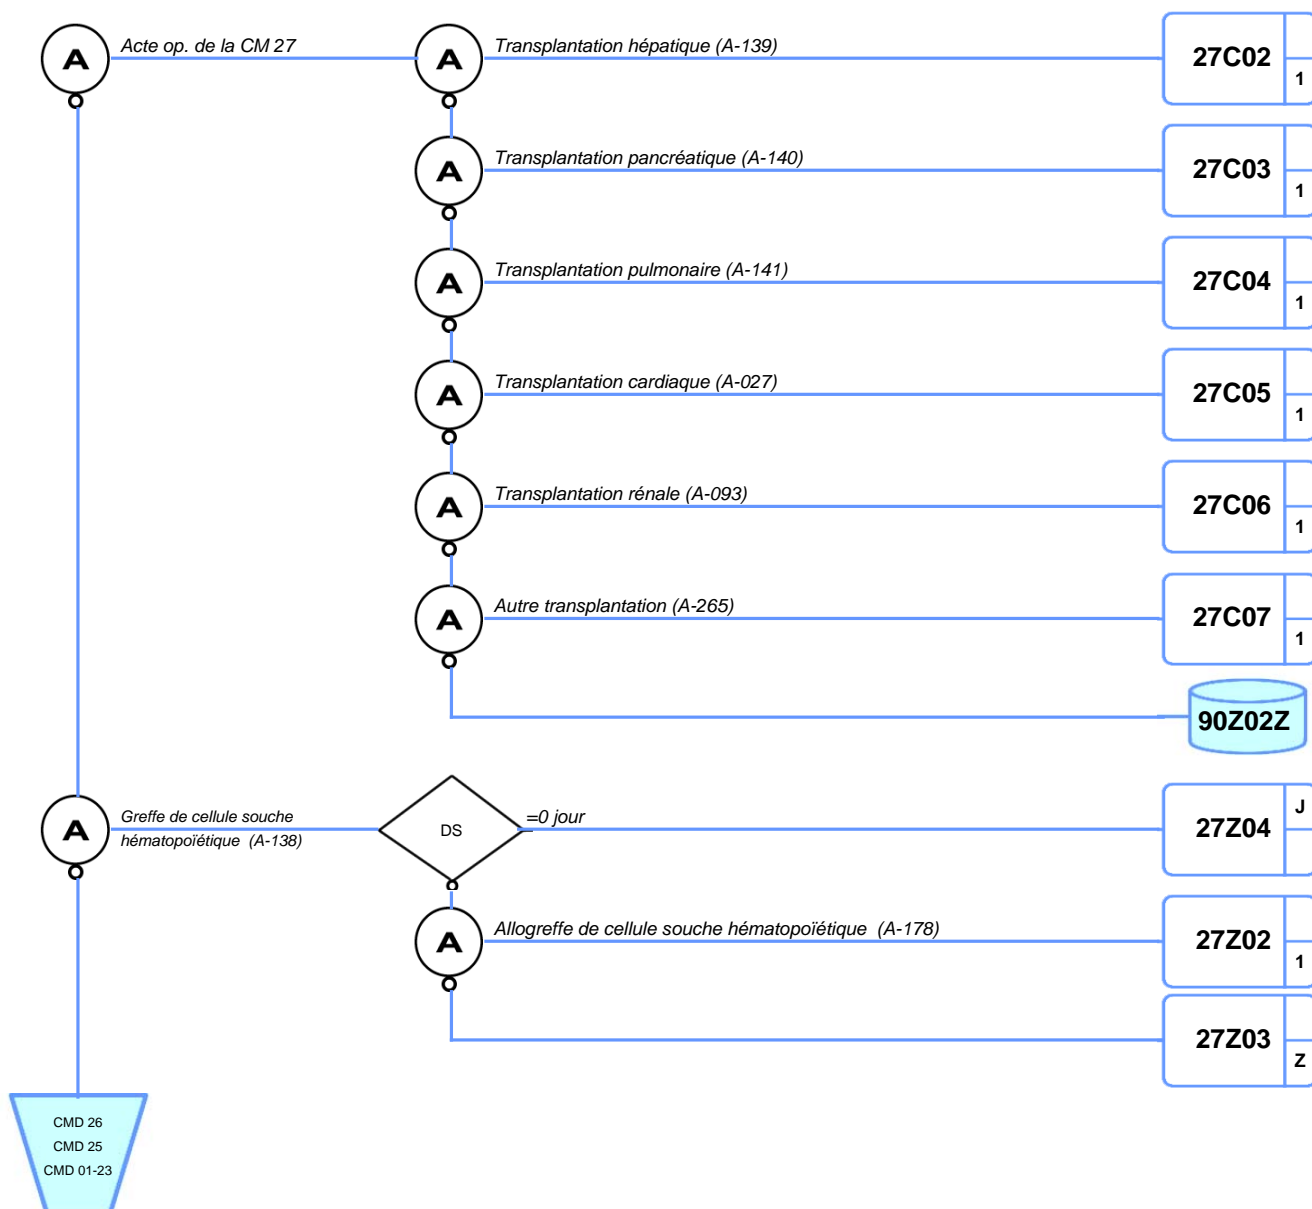 A
Acte op. de la CM 27
A
Transplantation hépatique (A-139)
27C02
1
A
Transplantation pancréatique (A-140)
27C03
1
A
Transplantation pulmonaire (A-141)
27C04
1
A
Transplantation cardiaque (A-027)
27C05
1
A
Transplantation rénale (A-093)
27C06
1
A
Autre transplantation (A-265)
27C07
1
90Z02Z
A
Greffe de cellule souche
hématopoïétique (A-138)
DS
=0 jour
27Z04
J
A
Allogreffe de cellule souche hématopoïétique (A-178)
27Z02
1
27Z03
Z
CMD 26
CMD 25
CMD 01-23